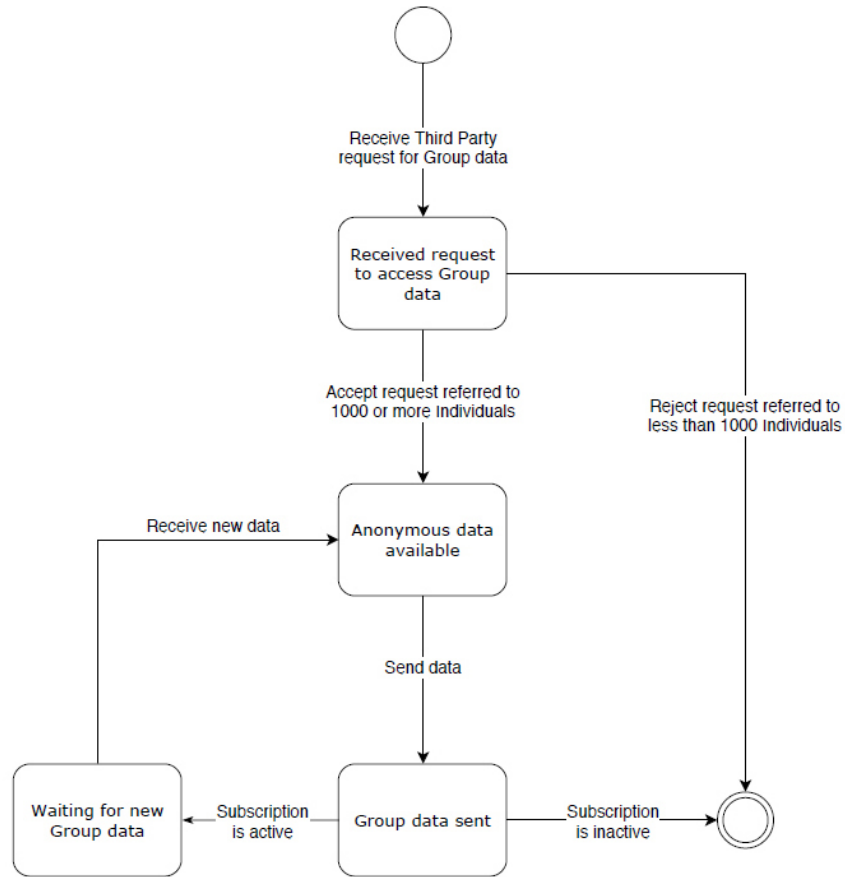 Receive Third Party
request for Group data
Received request
to access Group
data
Accept request referred to
1000 or more Individuals
Reject request referred to
less than 1000 Individuals
Receive new data
Anonymous data
available
Send data
Waiting for new
Group data
Subscription
is active
Group data sent
Subscription
is inactive